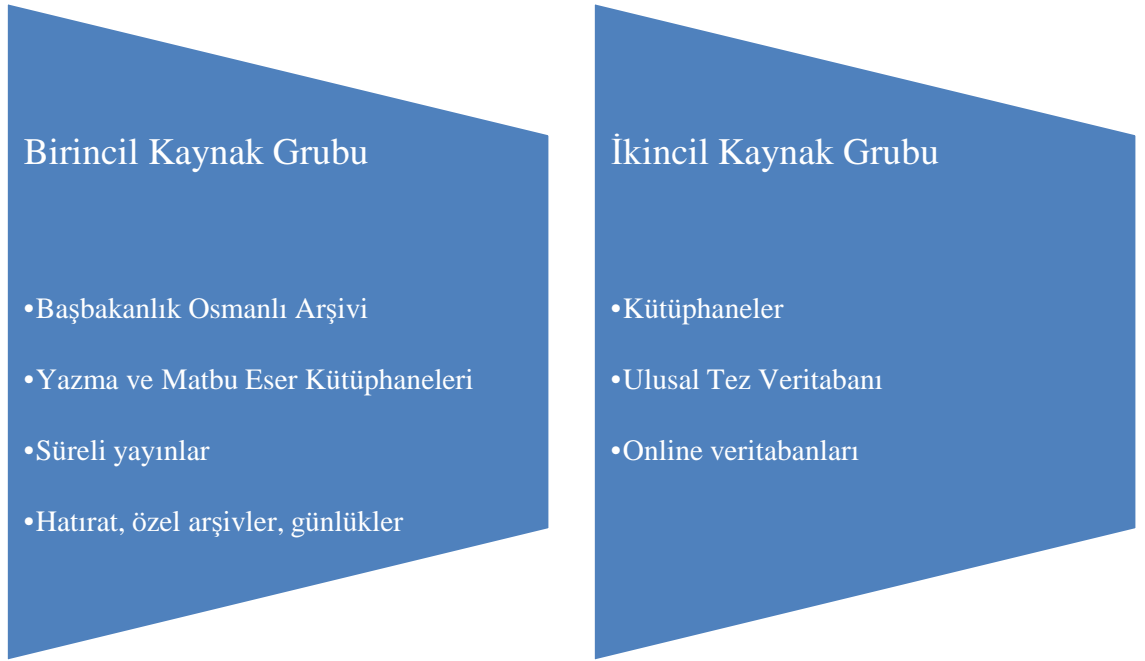 Birincil Kaynak Grubu
•Başbakanlık Osmanlı Arşivi
•Yazma ve Matbu Eser Kütüphaneleri
•Süreli yayınlar
•Hatırat, özel arşivler, günlükler
İkincil Kaynak Grubu
•Kütüphaneler
•Ulusal Tez Veritabanı
•Online veritabanları